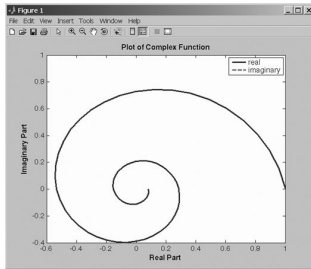 Figure 1
File Edit View Insert Tools Window Help
Plot of Complex Function
real
imaginary
Imaginary Part
1
0.8
0.6
0.4
0.2
0
-0.2
-0.4
-0.6 -0.4 -0.2 0 0.2 0.4 0.6 0.8 1
Real Part